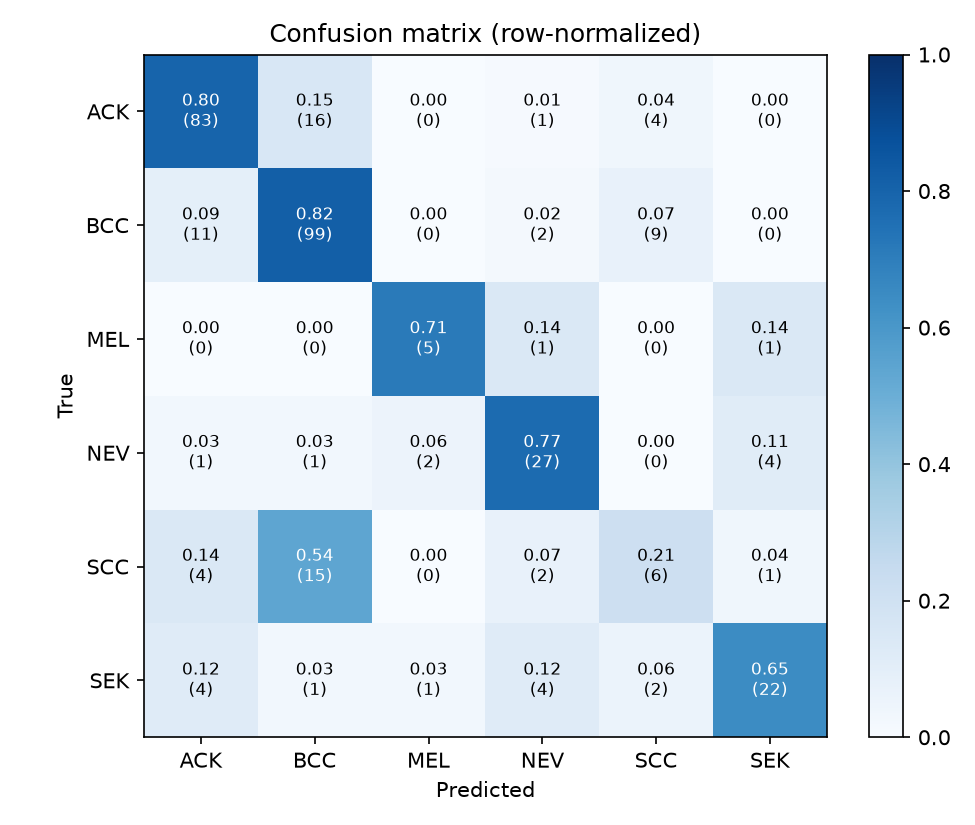 Confusion matrix (row-normalized)
True
ACK
0.80 0.15 0.00 0.01 0.04 0.00
(83) (16) (0) (1) (4) (0)
BCC
0.09 0.82 0.00 0.02 0.07 0.00
(11) (99) (0) (2) (9) (0)
MEL
0.00 0.00 0.71 0.14 0.00 0.14
(0) (0) (5) (1) (0) (1)
NEV
0.03 0.03 0.06 0.77 0.00 0.11
(1) (1) (2) (27) (0) (4)
SCC
0.14 0.54 0.00 0.07 0.21 0.04
(4) (15) (0) (2) (6) (1)
SEK
0.12 0.03 0.03 0.12 0.06 0.65
(4) (1) (1) (4) (2) (22)
ACK BCC MEL NEV SCC SEK
Predicted
1.0
0.8
0.6
0.4
0.2
0.0